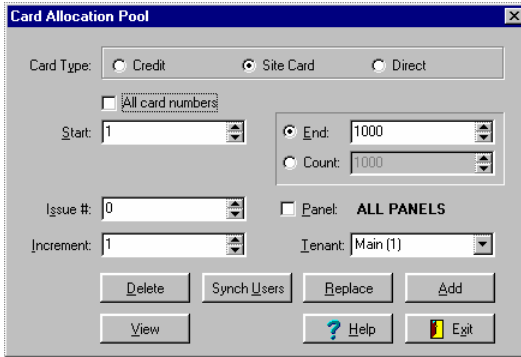 Card Allocation Pool
Card Type: Credit Site Card Direct
All card numbers
Start: 1 End: 1000
Count: 1000
Issue #: 0 Panel: ALL PANELS
Increment: 1 Tenant: Main (1)
Delete Synch Users Replace Add
View ? Help Exit